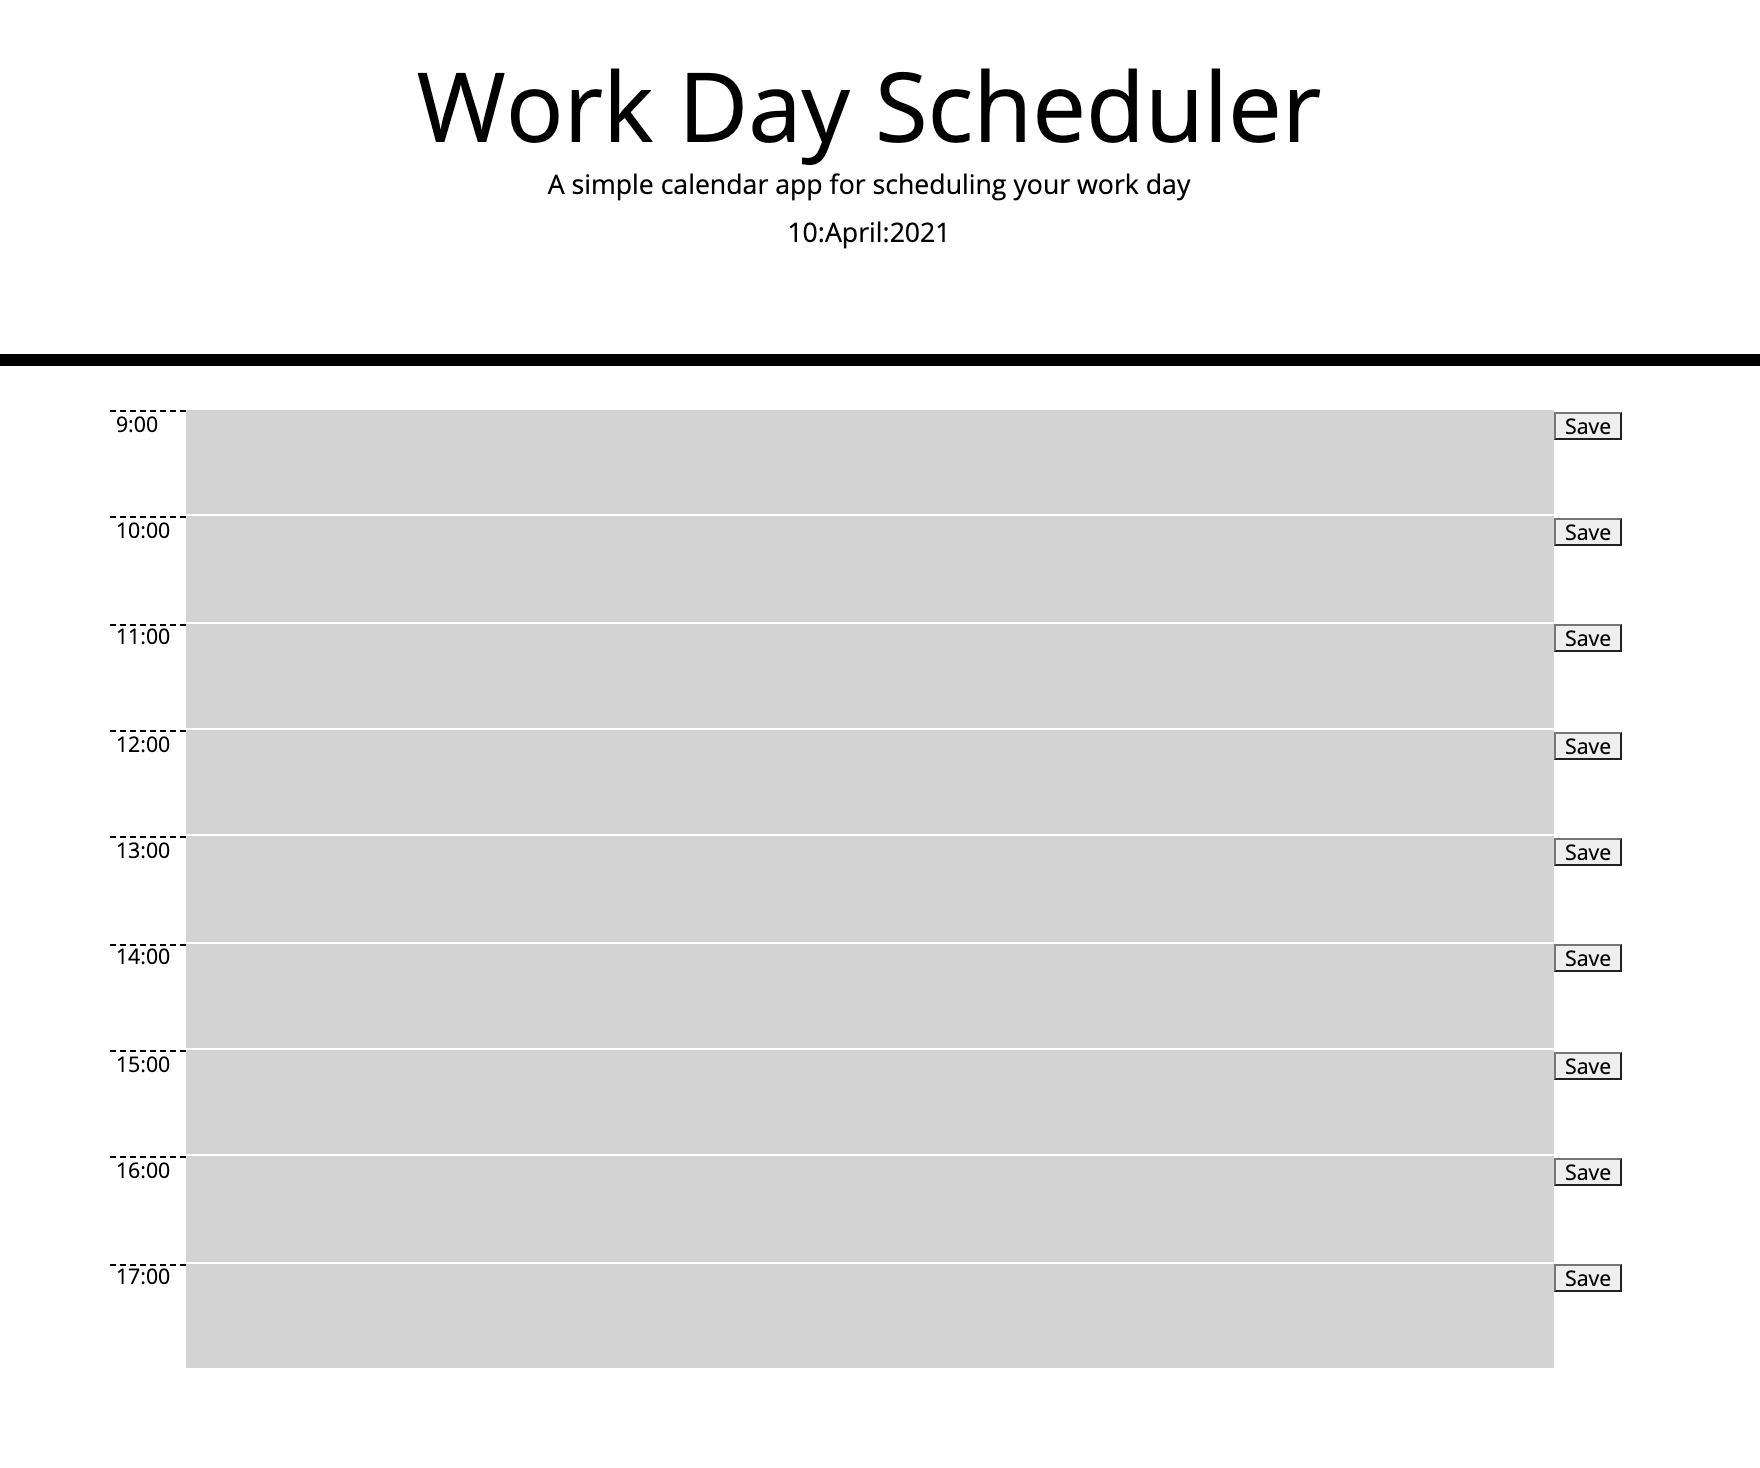 Work Day Scheduler
A simple calendar app for scheduling your work day
10:April:2021
9:00 Save
10:00 Save
11:00 Save
12:00 Save
13:00 Save
14:00 Save
15:00 Save
16:00 Save
17:00 Save